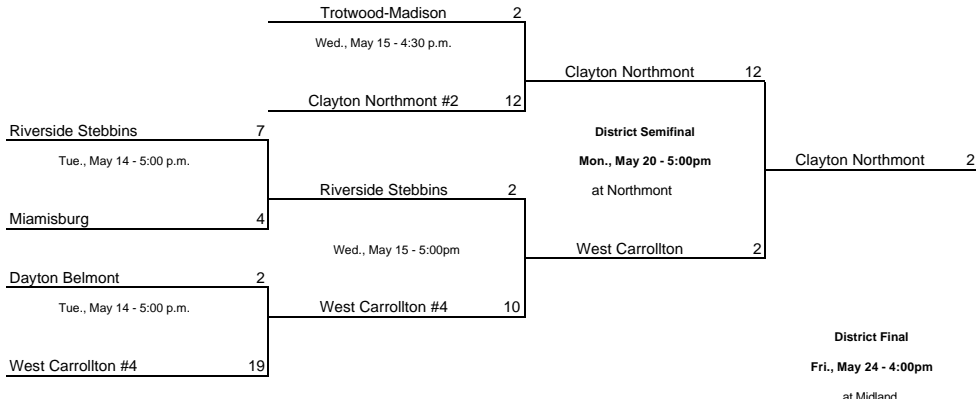 Trotwood-Madison 2
Wed., May 15 - 4:30 p.m.
Clayton Northmont 12
Clayton Northmont #2 12
Riverside Stebbins 7
District Semifinal
Tue., May 14 - 5:00 p.m.
Mon., May 20 - 5:00pm
Clayton Northmont 2
Riverside Stebbins 2
at Northmont
Miamisburg 4
Wed., May 15 - 5:00pm
West Carrollton 2
Dayton Belmont 2
Tue., May 14 - 5:00 p.m.
West Carrollton #4 10
District Final
West Carrollton #4 19
Fri., May 24 - 4:00pm
at Midland